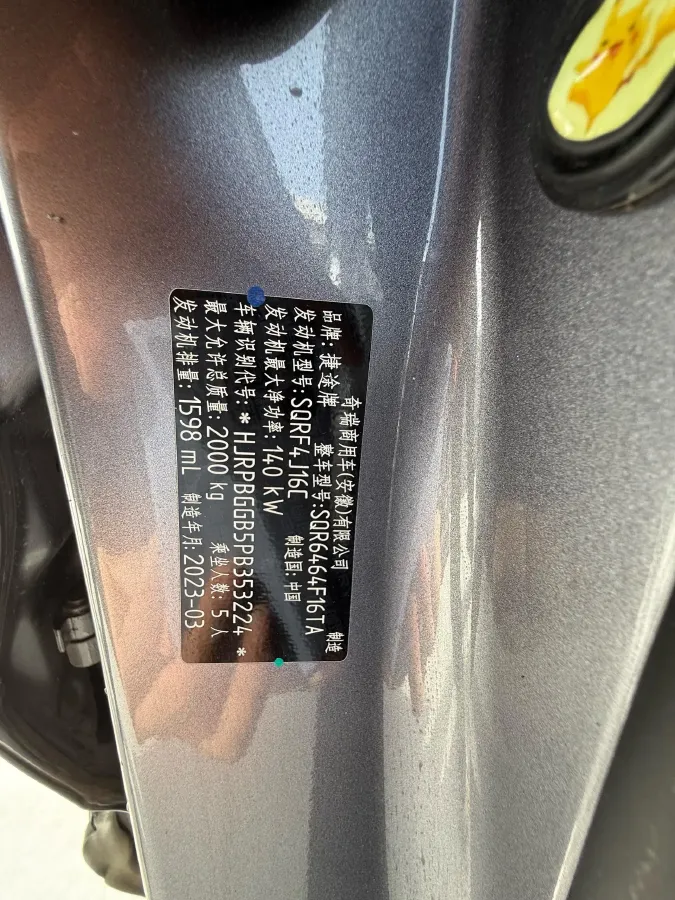 奇瑞商用车(安徽)有限公司 制造
品牌: 捷途牌 整车型号:SQR6464F16TA
发动机型号:SQRF4J16C 制造国: 中国
发动机最大净功率: 140 kW
车辆识别代号:*HJRPBGGB5PB353224*
最大允许总质量: 2000 kg 乘坐人数: 5 人
发动机排量: 1598 mL 制造年月: 2023-03